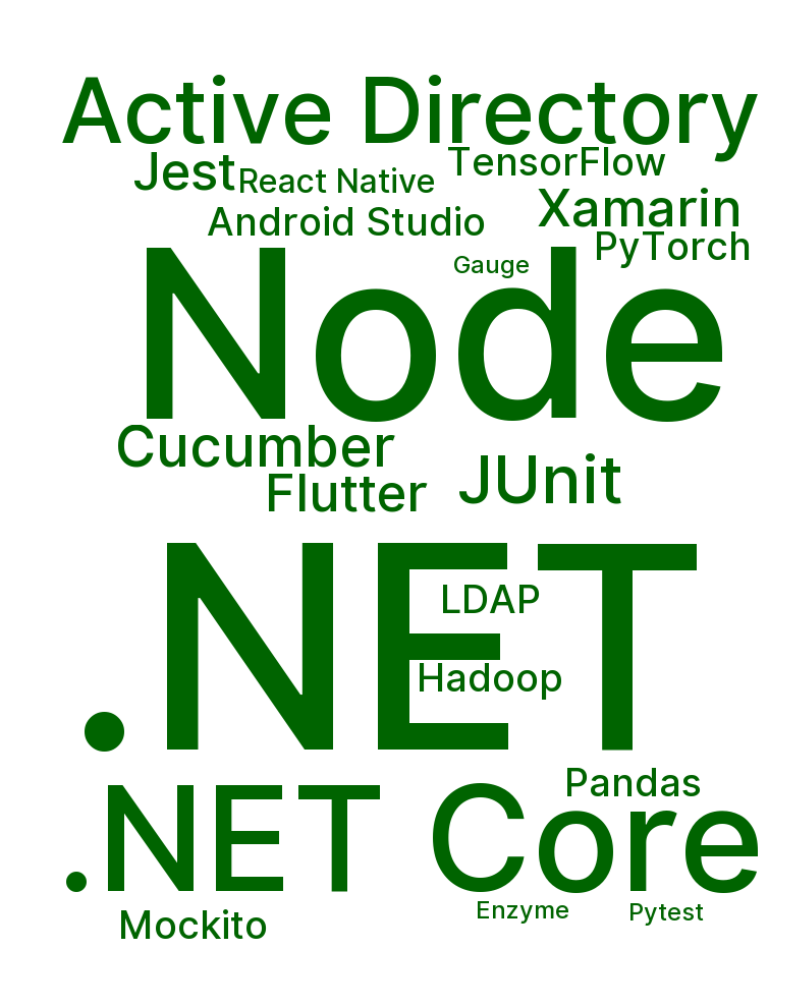 Active Directory
Jest
React Native
TensorFlow
Android Studio
Xamarin
PyTorch
Gauge
Node
Cucumber
Flutter
JUnit
.NET
LDAP
Hadoop
.NET Core
Pandas
Mockito
Enzyme
Pytest